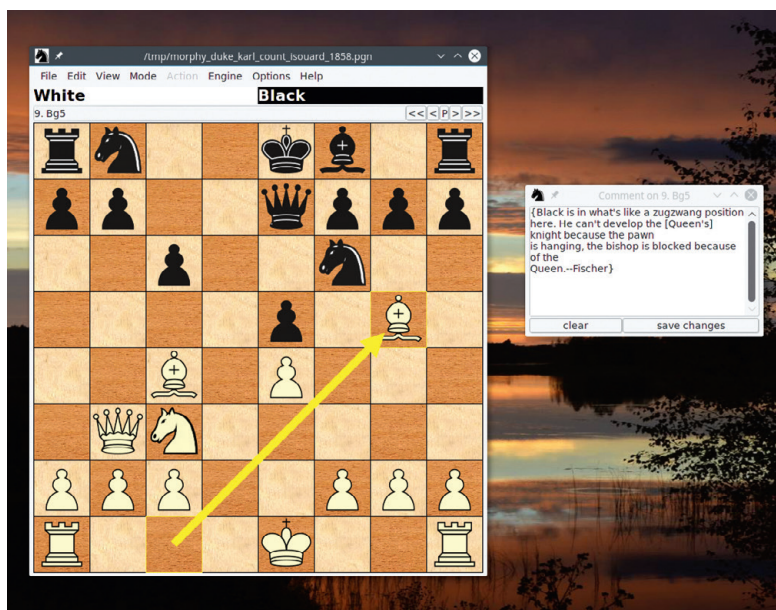 /tmp/morphy_duke_karl_count_isouard_1858.pgn
File Edit View Mode Action Engine Options Help
White Black
9. Bg5
<< < P > >>
Comment on 9. Bg5
{Black is in what's like a zugzwang position
here. He can't develop the [Queen's]
knight because the pawn
is hanging, the bishop is blocked because
of the
Queen.--Fischer}
clear save changes